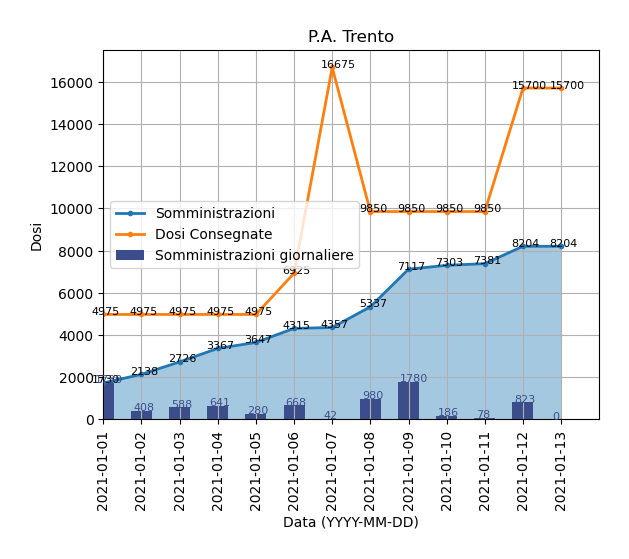 P.A. Trento
Dosi
16000
14000
12000
10000
8000
6000
4000
2000
0
Somministrazioni
Dosi Consegnate
Somministrazioni giornaliere
4975 4975 4975 4975 4975 6925 16675 9850 9850 9850 9850 15700 15700
1730 2138 2726 3367 3647 4315 4357 5337 7117 7303 7381 8204 8204
408 588 641 280 668 42 980 1780 186 78 823 0
2021-01-01
2021-01-02
2021-01-03
2021-01-04
2021-01-05
2021-01-06
2021-01-07
2021-01-08
2021-01-09
2021-01-10
2021-01-11
2021-01-12
2021-01-13
Data (YYYY-MM-DD)